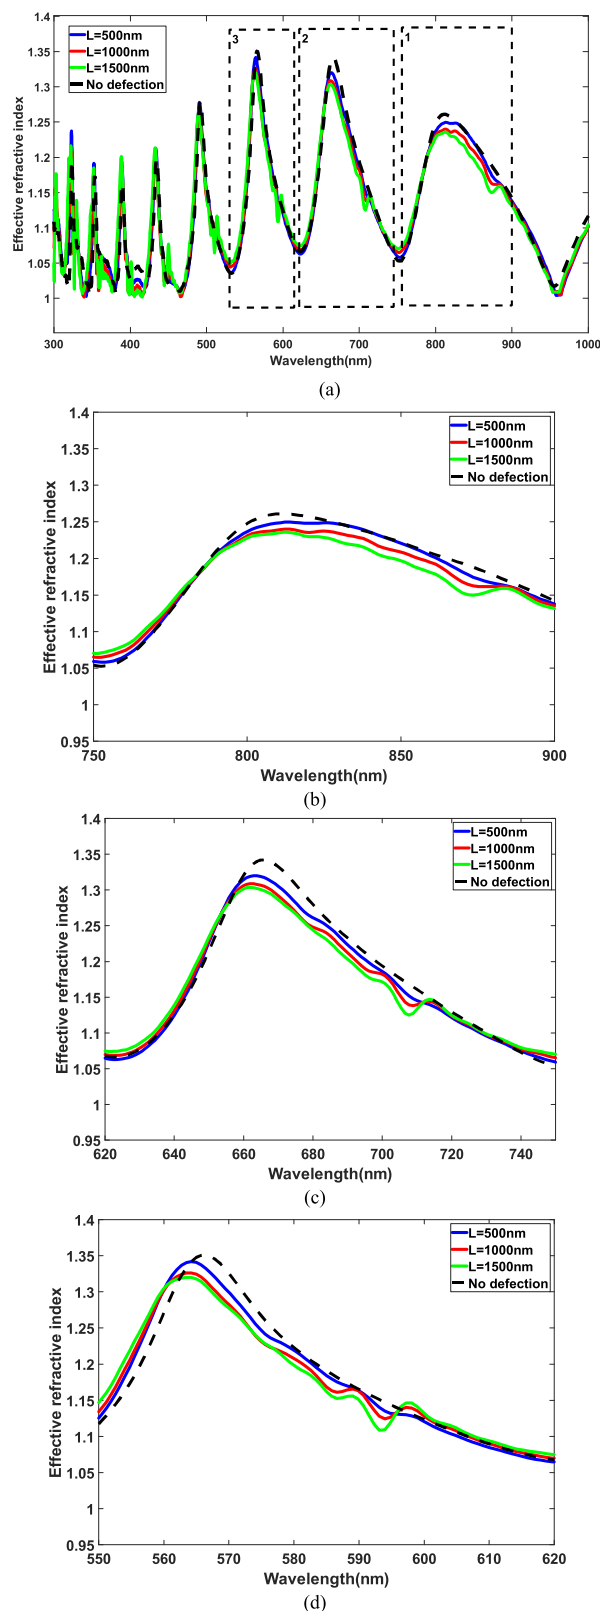 1.4
1.35
1.3
1.25
1.2
1.15
1.1
1.05
1
Effective refractive index
L=500nm
L=1000nm
L=1500nm
No defection
3
2
1
300 400 500 600 700 800 900 1000
Wavelength(nm)
(a)
1.4
1.35
1.3
1.25
1.2
1.15
1.1
1.05
1
0.95
Effective refractive index
L=500nm
L=1000nm
L=1500nm
No defection
750 800 850 900
Wavelength(nm)
(b)
1.4
1.35
1.3
1.25
1.2
1.15
1.1
1.05
1
0.95
Effective refractive index
L=500nm
L=1000nm
L=1500nm
No defection
620 640 660 680 700 720 740
Wavelength(nm)
(c)
1.4
1.35
1.3
1.25
1.2
1.15
1.1
1.05
1
0.95
Effective refractive index
L=500nm
L=1000nm
L=1500nm
No defection
550 560 570 580 590 600 610 620
Wavelength(nm)
(d)